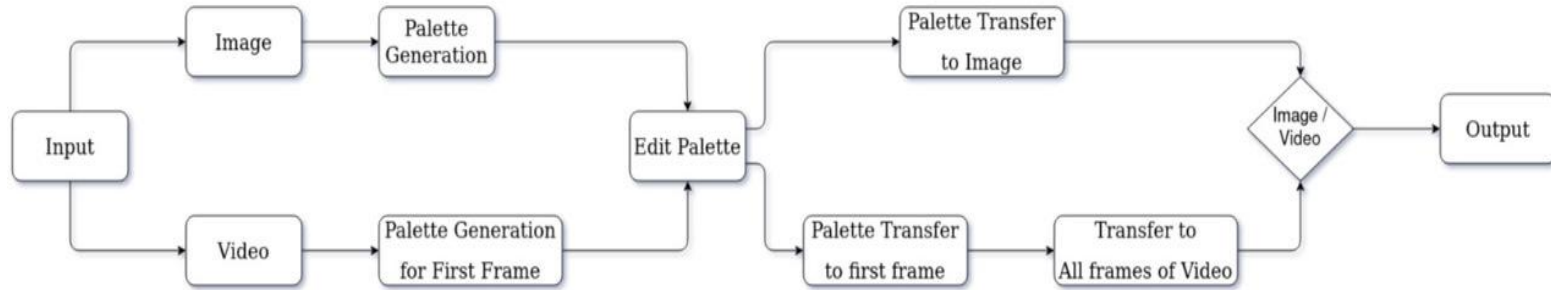 Input
Image
Palette
Generation
Video
Palette Generation
for First Frame
Edit Palette
Palette Transfer
to Image
Palette Transfer
to first frame
Transfer to
All frames of Video
Image /
Video
Output